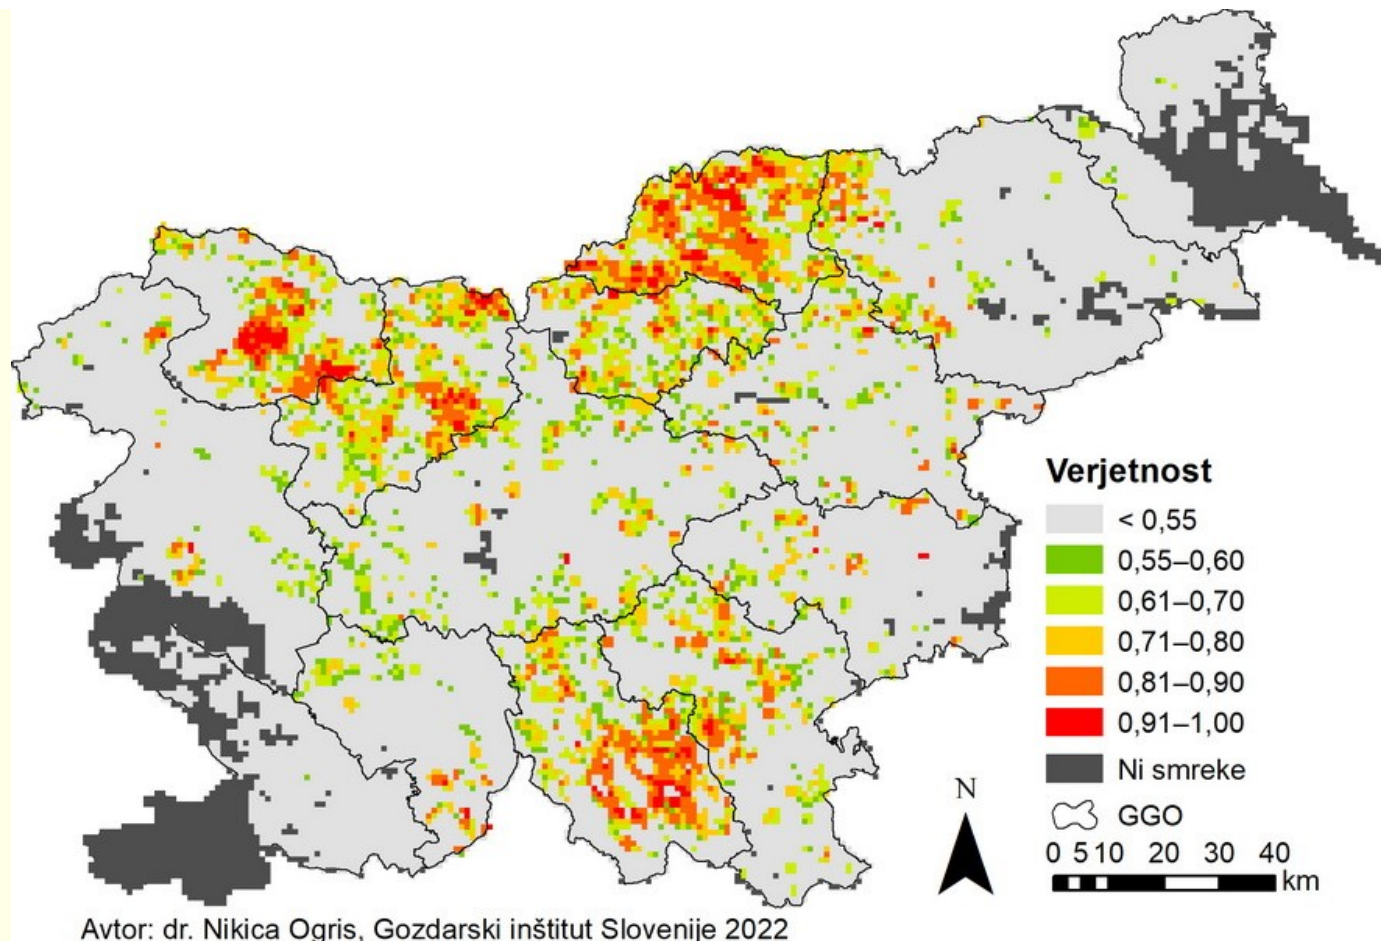 Verjetnost
< 0,55
0,55–0,60
0,61–0,70
0,71–0,80
0,81–0,90
0,91–1,00
Ni smreke
GGO
N
0 5 10 20 30 40
km
Avtor: dr. Nikica Ogris, Gozdarski inštitut Slovenije 2022